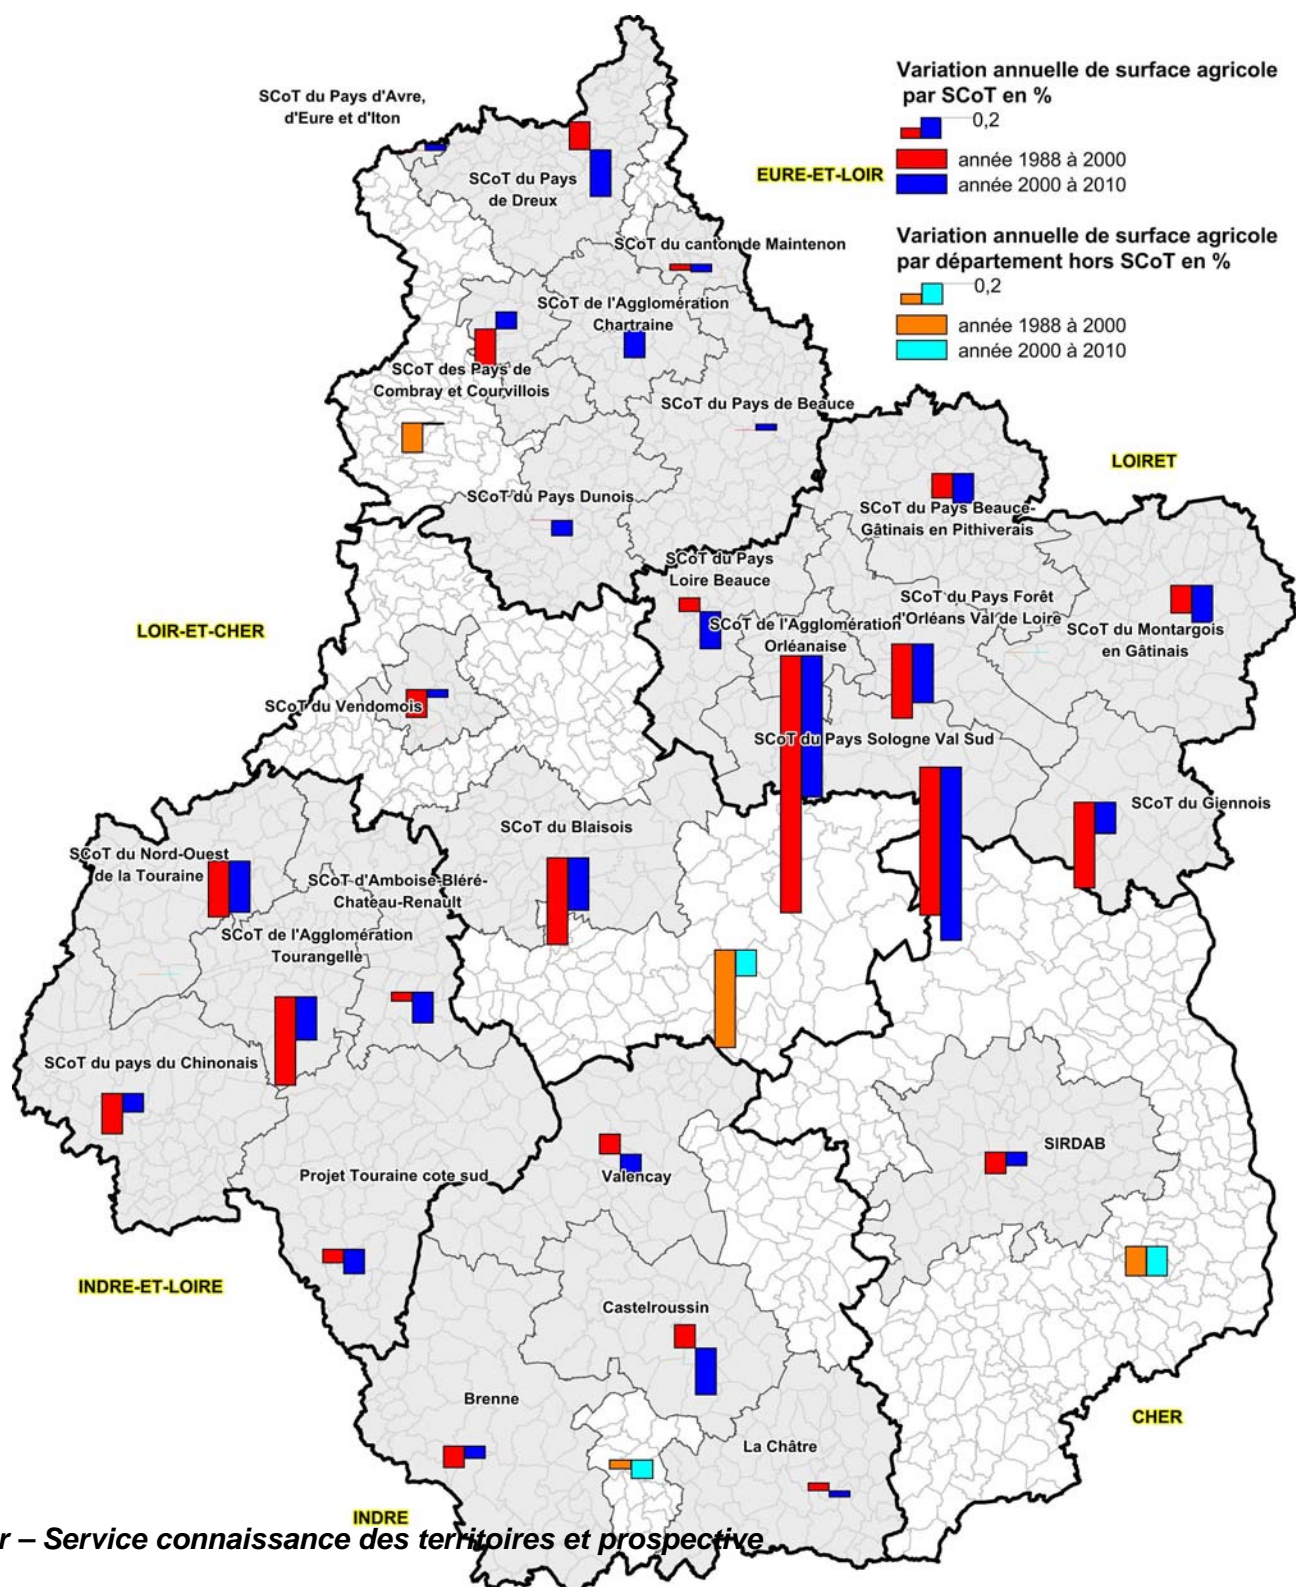 SCoT du Pays d'Avre,
d'Eure et d'Iton
Variation annuelle de surface agricole
par SCoT en %
0,2
année 1988 à 2000
année 2000 à 2010
EURE-ET-LOIR
SCoT du Pays
de Dreux
Variation annuelle de surface agricole
par département hors SCoT en %
0,2
année 1988 à 2000
année 2000 à 2010
SCoT du canton de Maintenon
SCoT de l'Agglomération
Chartraine
SCoT des Pays de
Combray et Courvillois
SCoT du Pays de Beauce
LOIRET
SCoT du Pays Dunois
SCoT du Pays Beauce-
Gâtinais en Pithiverais
SCoT du Pays
Loire Beauce
SCoT du Pays Forêt
d'Orléans Val de Loire
SCoT de l'Agglomération
Orléanaise
SCoT du Montargois
en Gâtinais
LOIR-ET-CHER
SCoT du Vendomois
SCoT du Pays Sologne Val Sud
SCoT du Giennois
SCoT du Blaisois
SCoT du Nord-Ouest
de la Touraine
SCoT d'Amboise-Bléré-
Chateau-Renault
SCoT de l'Agglomération
Tourangelle
SCoT du pays du Chinonais
SIRDAB
Projet Touraine cote sud
Valencay
INDRE-ET-LOIRE
Castelroussin
Brenne
CHER
La Châtre
INDRE
r – Service connaissance des territoires et prospective